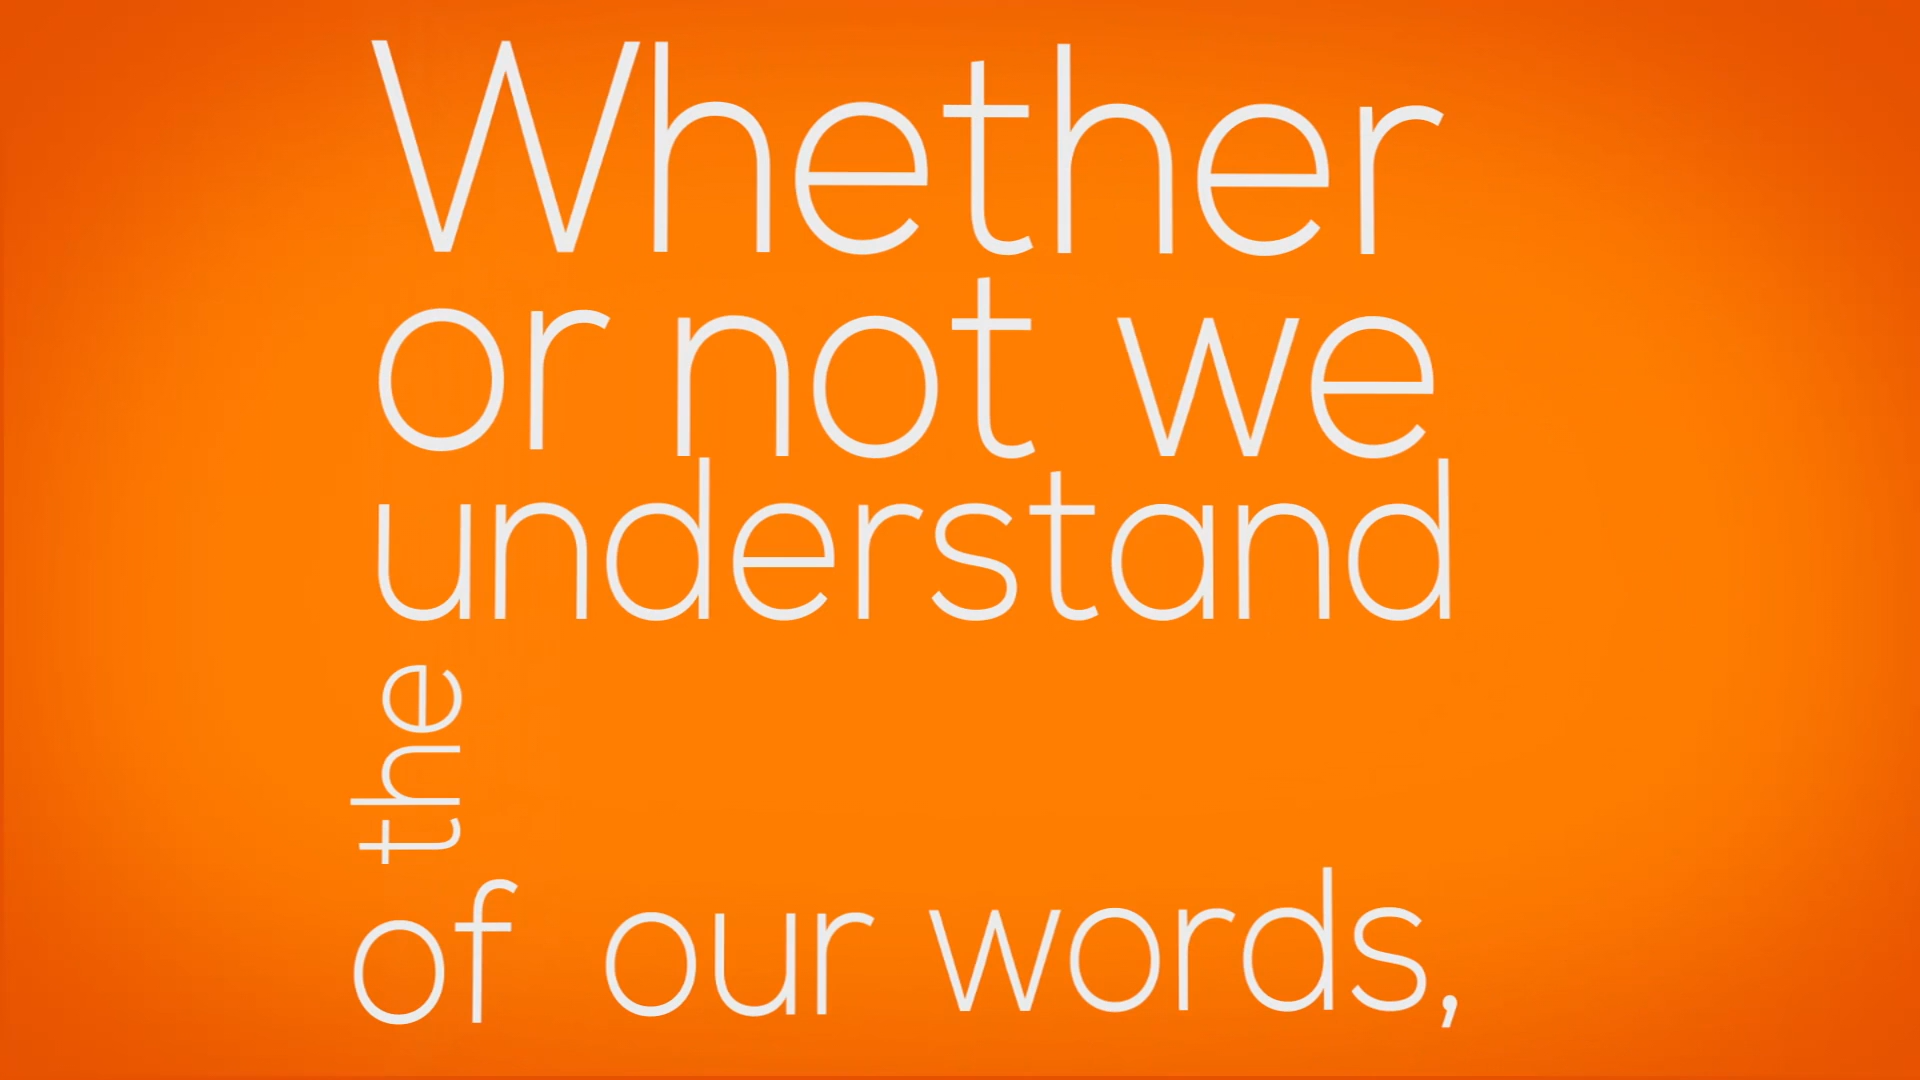 Whether
or not we
understand
the
of our words,